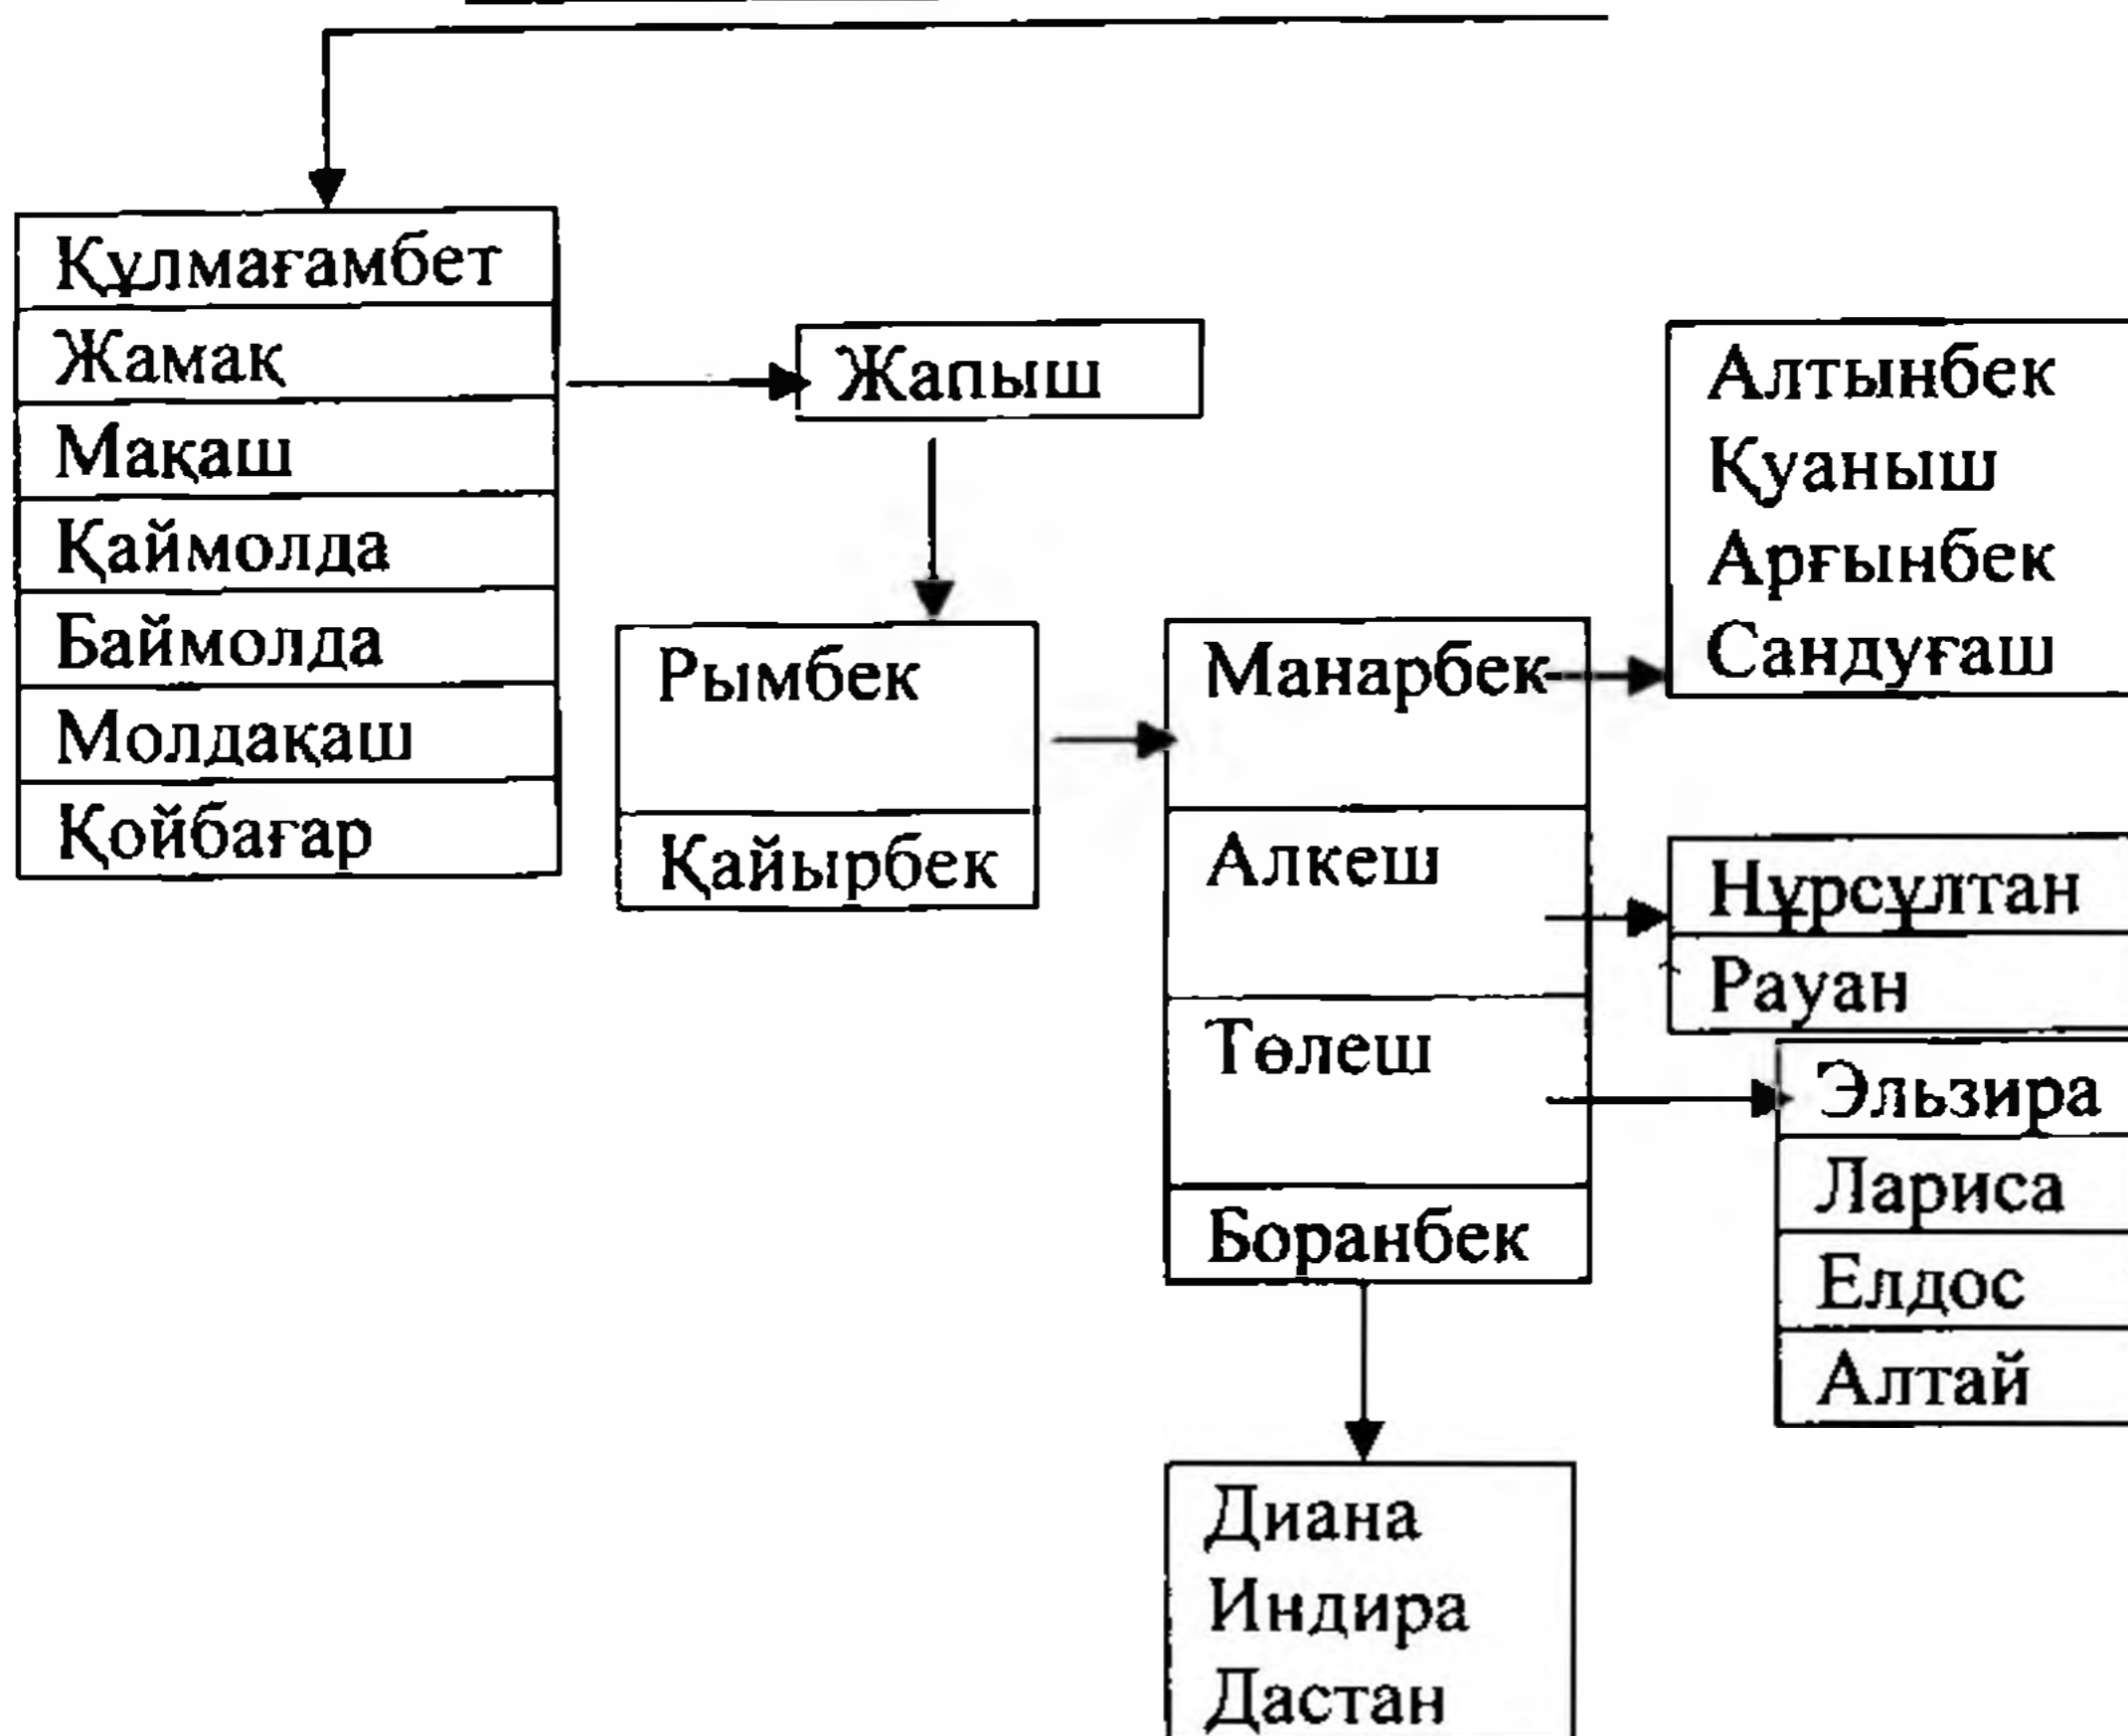 Құлмағамбет
Жамақ
Мақаш
Қаймолда
Баймолда
Молдақаш
Қойбағар
Жапыш
Рымбек
Қайырбек
Манарбек
Алкеш
Төлеш
Боранбек
Алтынбек
Қуаныш
Арғынбек
Сандуғаш
Нұрсұлтан
Рауан
Эльзира
Лариса
Елдос
Алтай
Диана
Индира
Дастан